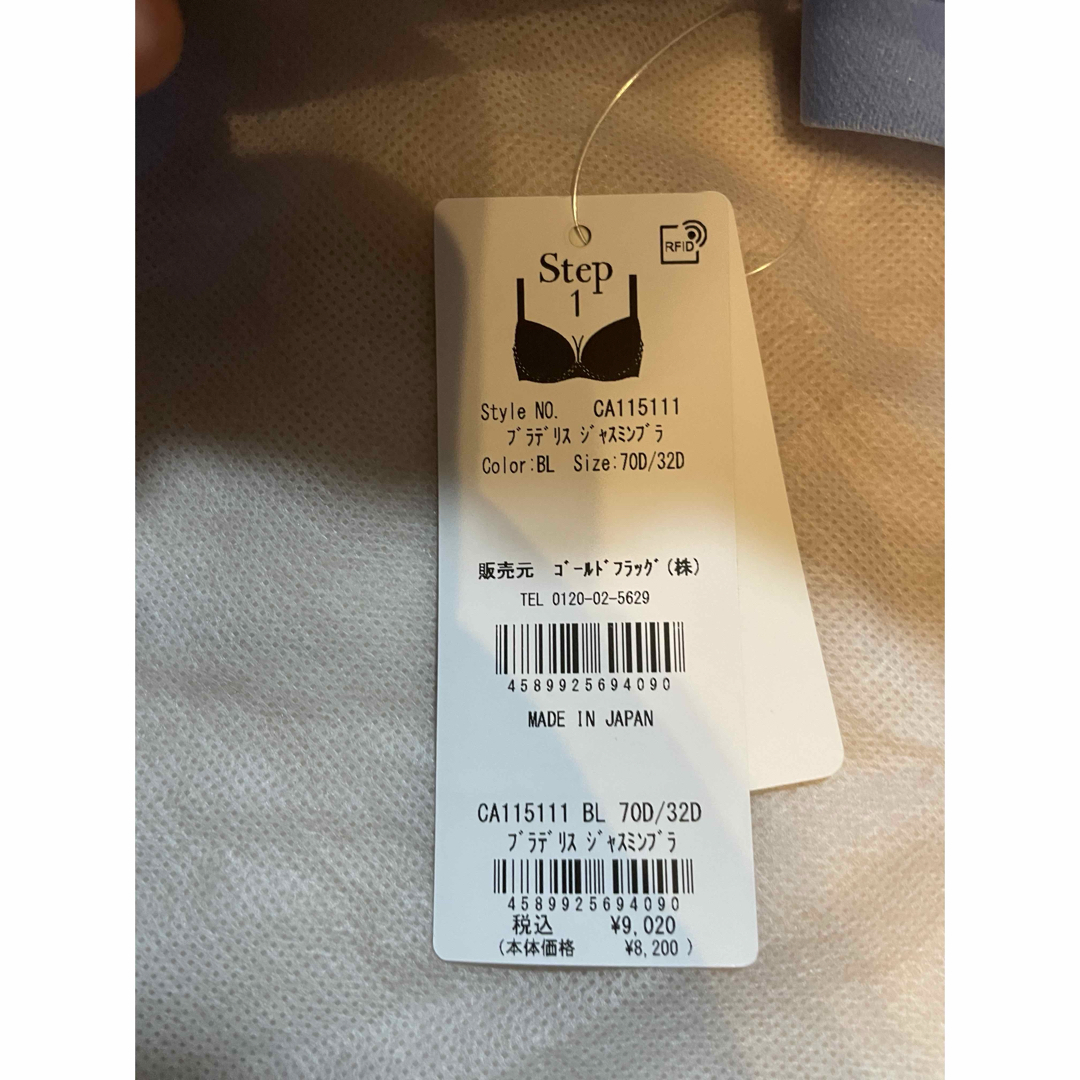 RFID
Step
1
Style NO. CA115111
ﾌﾞﾗﾃﾞﾘｽ ｼﾞｬｽﾐﾝﾌﾞﾗ
Color:BL Size:70D/32D
販売元 ｺﾞｰﾙﾄﾞﾌﾗｯｸﾞ(株)
TEL 0120-02-5629
4589925694090
MADE IN JAPAN
CA115111 BL 70D/32D
ﾌﾞﾗﾃﾞﾘｽ ｼﾞｬｽﾐﾝﾌﾞﾗ
4589925694090
税込 ¥9,020
(本体価格 ¥8,200 )